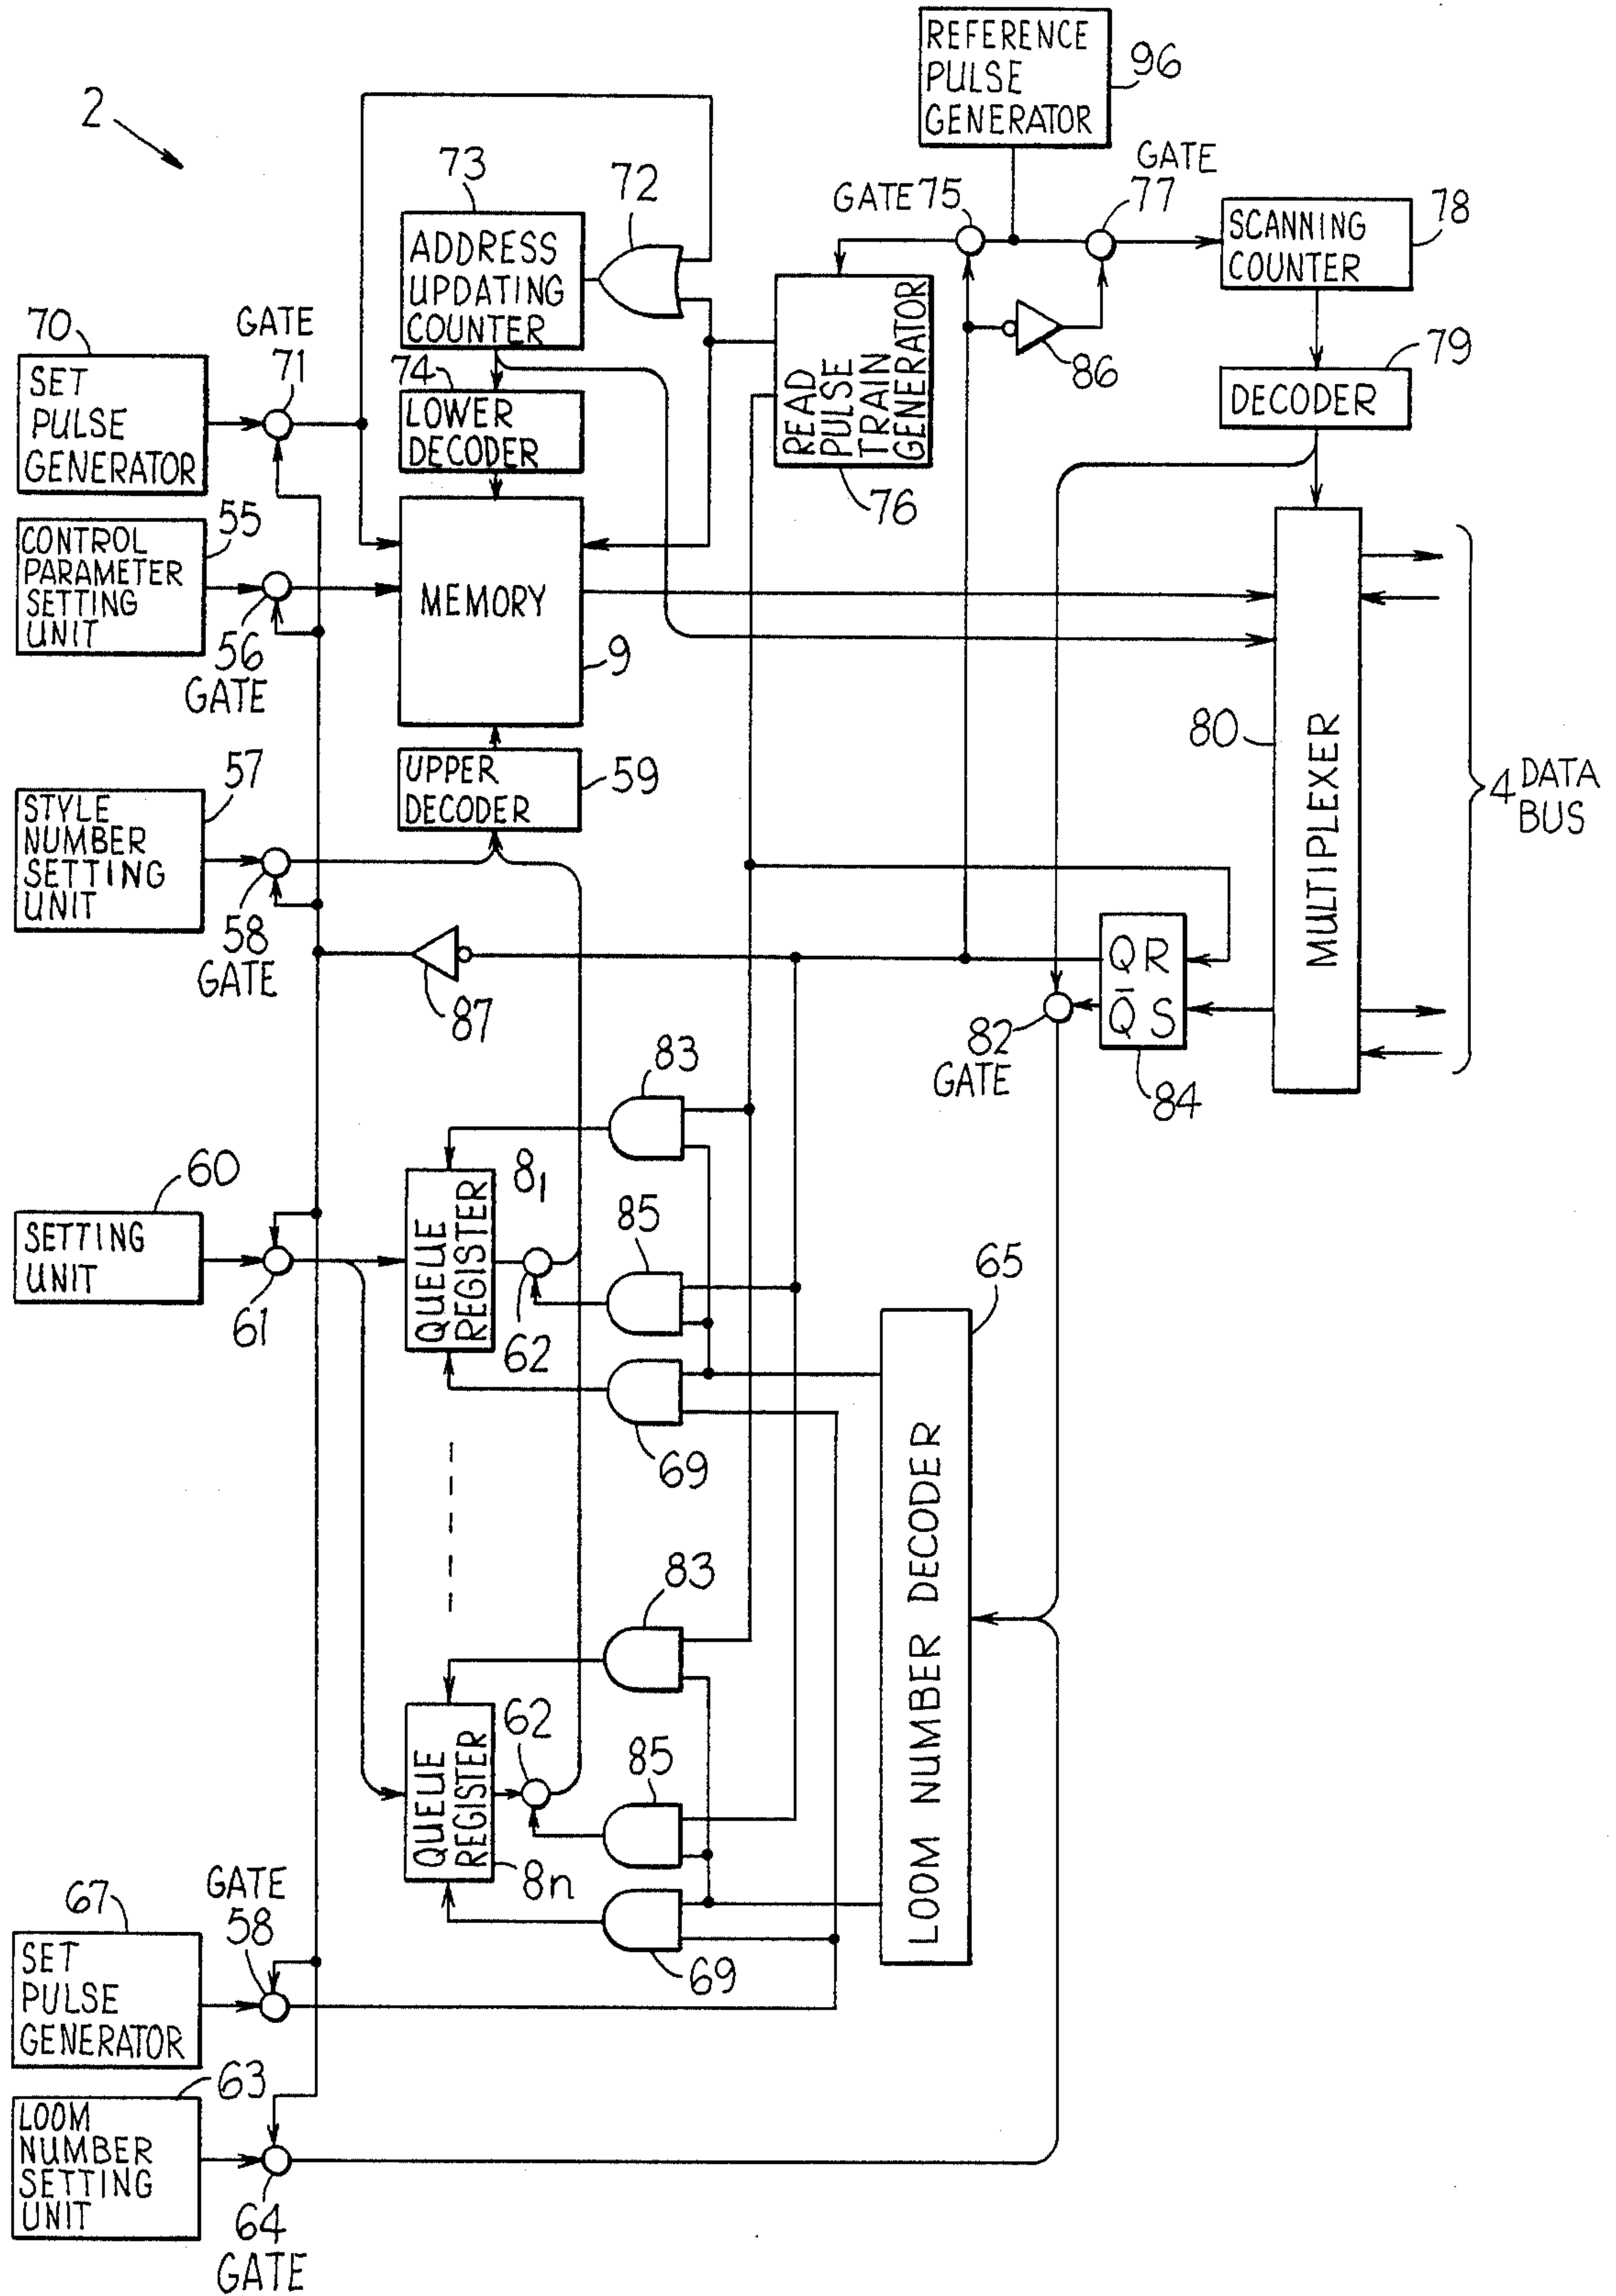 2
REFERENCE
PULSE
GENERATOR
96
73
72
GATE 75
GATE
77
SCANNING
COUNTER
78
ADDRESS
UPDATING
COUNTER
70
GATE
71
SET
PULSE
GENERATOR
74
LOWER
DECODER
READ
PULSE
TRAIN
GENERATOR
76
86
79
DECODER
55
CONTROL
PARAMETER
SETTING
UNIT
56
GATE
MEMORY
9
57
STYLE
NUMBER
SETTING
UNIT
58
GATE
UPPER
DECODER
59
80
MULTIPLEXER
4 DATA
BUS
87
Q R
Q̄ S
82
GATE
84
83
60
SETTING
UNIT
61
QUEUE
REGISTER
81
62
85
65
69
LOOM NUMBER DECODER
83
62
85
QUEUE
REGISTER
8n
69
67
GATE
58
SET
PULSE
GENERATOR
63
LOOM
NUMBER
SETTING
UNIT
64
GATE